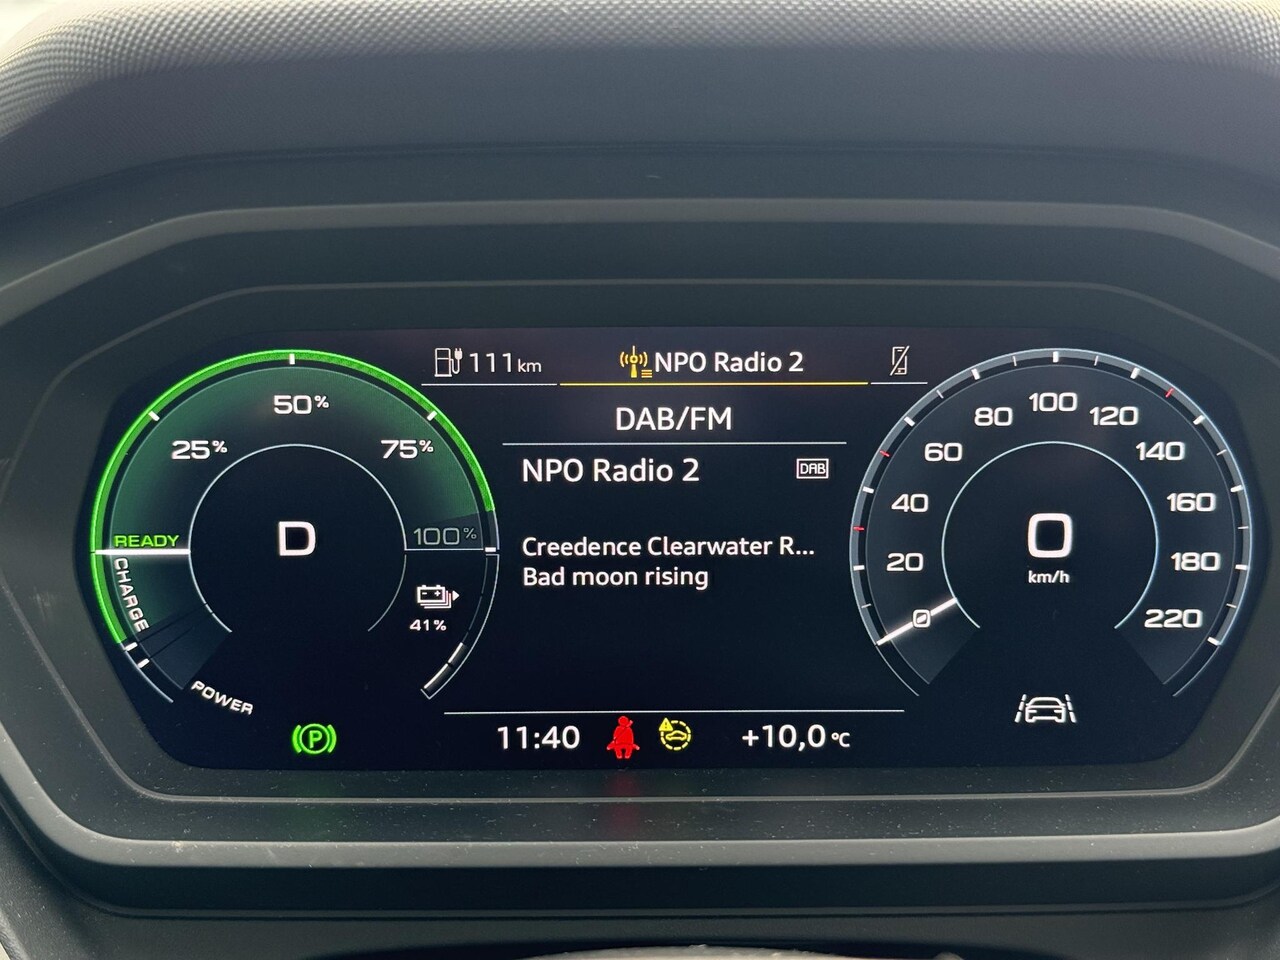 111 km
NPO Radio 2
DAB/FM
NPO Radio 2
DAB
Creedence Clearwater R...
Bad moon rising
25%
50%
75%
100%
READY
CHARGE
POWER
D
41%
P
11:40
+10,0 °C
0
20
40
60
80
100
120
140
160
180
220
0
km/h